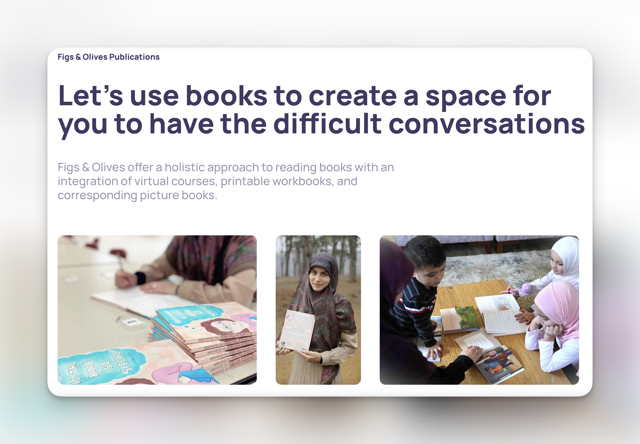 Figs & Olives Publications
Let’s use books to create a space for
you to have the difficult conversations
Figs & Olives offer a holistic approach to reading books with an
integration of virtual courses, printable workbooks, and
corresponding picture books.